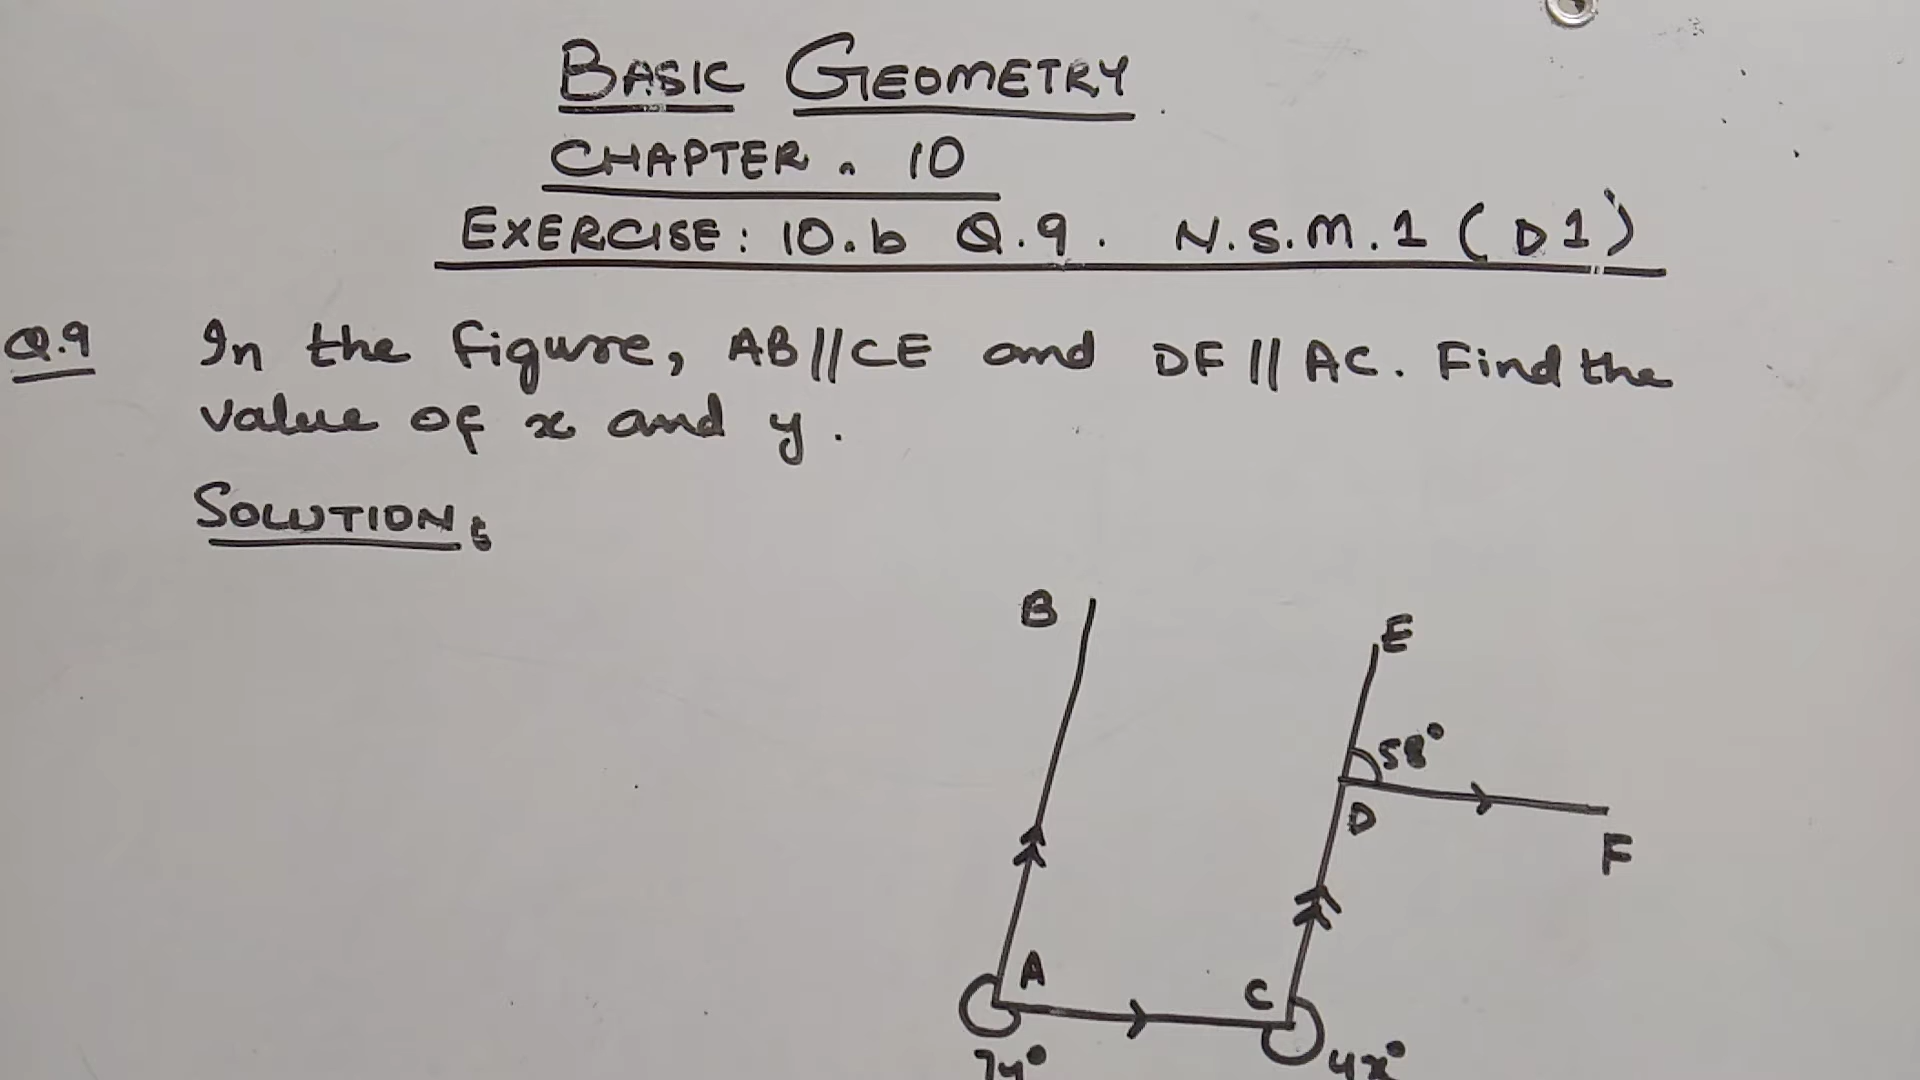 BASIC GEOMETRY
CHAPTER. 10
EXERCISE: 10.b Q.9. N.S.M.1 (D1)
Q.9 In the figure, AB//CE and DF // AC. Find the
value of x and y.
SOLUTION:
B
E
58°
D
F
A
C
7y°
4x°